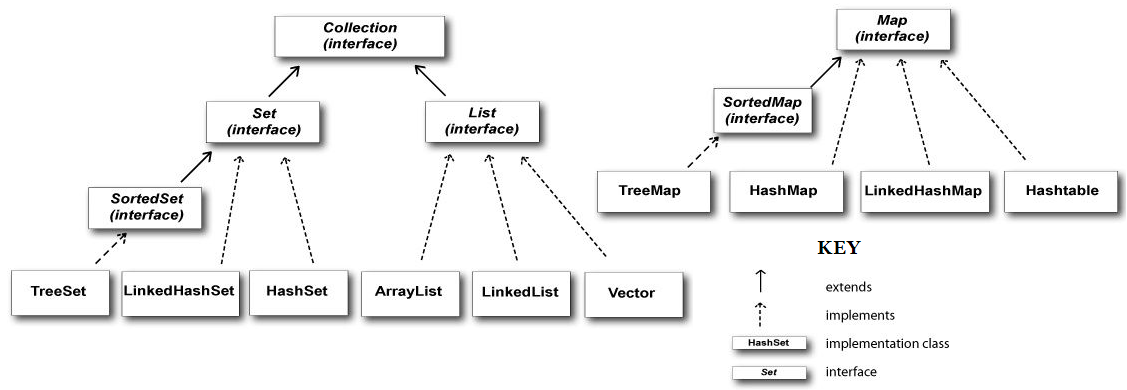 Collection
(interface)
Map
(interface)
Set
(interface)
List
(interface)
SortedMap
(interface)
SortedSet
(interface)
TreeMap
HashMap
LinkedHashMap
Hashtable
TreeSet
LinkedHashSet
HashSet
ArrayList
LinkedList
Vector
KEY
extends
implements
HashSet
implementation class
Set
interface